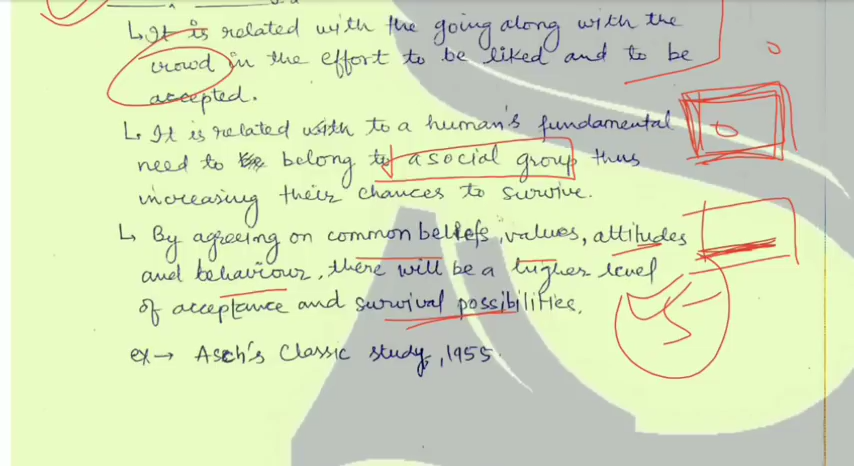 ↳ It is related with the going along with the
crowd in the effort to be liked and to be
accepted.
↳ It is related with to a human's fundamental
need to belong to a social group thus
increasing their chances to survive.
↳ By agreeing on common beliefs, values, attitudes
and behaviour, there will be a higher level
of acceptance and survival possibilities.
ex → Asch's Classic study, 1955.